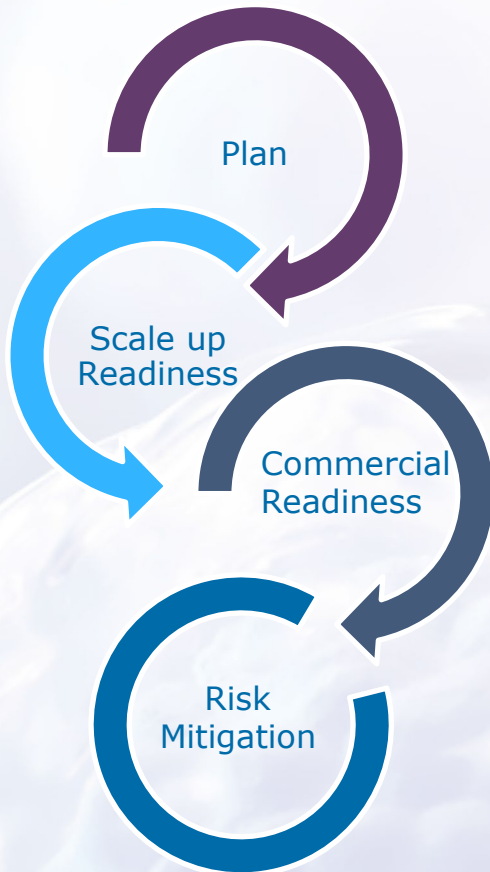 Plan
Scale up
Readiness
Commercial
Readiness
Risk
Mitigation